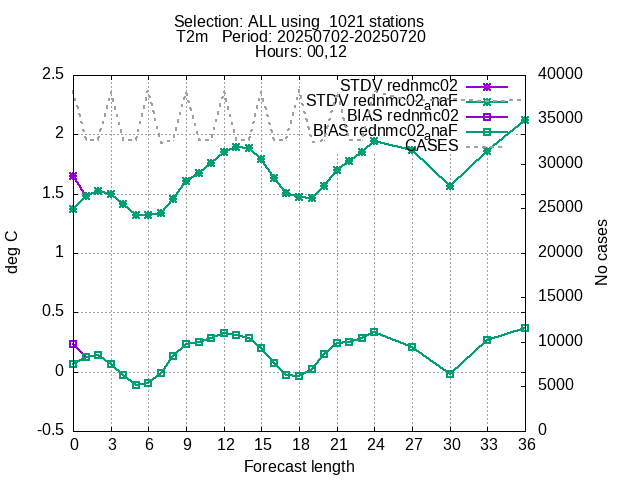 Selection: ALL using  1021 stations
T2m   Period: 20250702-20250720
Hours: 00,12
2.5
2
1.5
1
0.5
0
-0.5
deg C
40000
35000
30000
25000
20000
15000
10000
5000
0
No cases
STDV rednmc02
STDV rednmc02anaF
BIAS rednmc02
BIAS rednmc02anaF
CASES
0 3 6 9 12 15 18 21 24 27 30 33 36
Forecast length